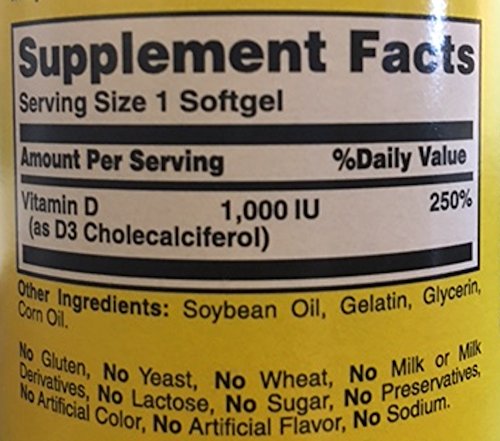 Supplement Facts
Serving Size 1 Softgel
Amount Per Serving %Daily Value
Vitamin D 1,000 IU 250%
(as D3 Cholecalciferol)
Other Ingredients: Soybean Oil, Gelatin, Glycerin,
Corn Oil.
No Gluten, No Yeast, No Wheat, No Milk or Milk
Derivatives, No Lactose, No Sugar, No Preservatives,
No Artificial Color, No Artificial Flavor, No Sodium.